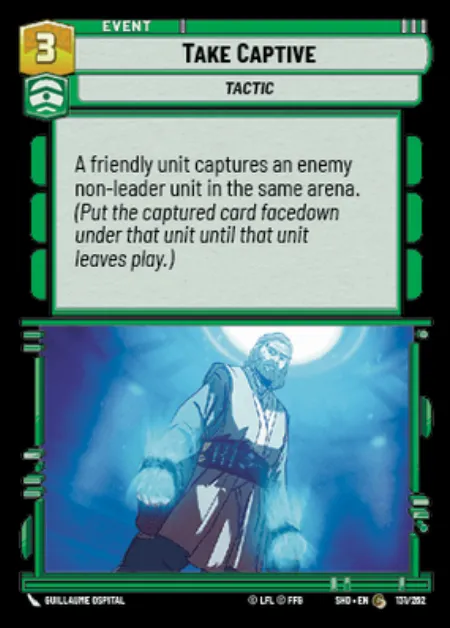 EVENT
3
TAKE CAPTIVE
TACTIC
A friendly unit captures an enemy
non-leader unit in the same arena.
(Put the captured card facedown
under that unit until that unit
leaves play.)
GUILLAUME OSPITAL
© LFL Ⓟ FFG
SHD • EN
C
131/262